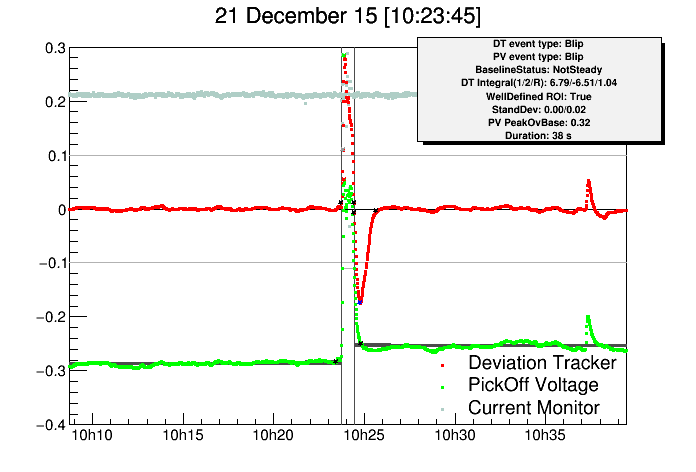 21 December 15 [10:23:45]
DT event type: Blip
PV event type: Blip
BaselineStatus: NotSteady
DT Integral(1/2/R): 6.79/-6.51/1.04
WellDefined ROI: True
StandDev: 0.00/0.02
PV PeakOvBase: 0.32
Duration: 38 s
0.3
0.2
0.1
0
−0.1
−0.2
−0.3
−0.4
Deviation Tracker
PickOff Voltage
Current Monitor
10h10 10h15 10h20 10h25 10h30 10h35